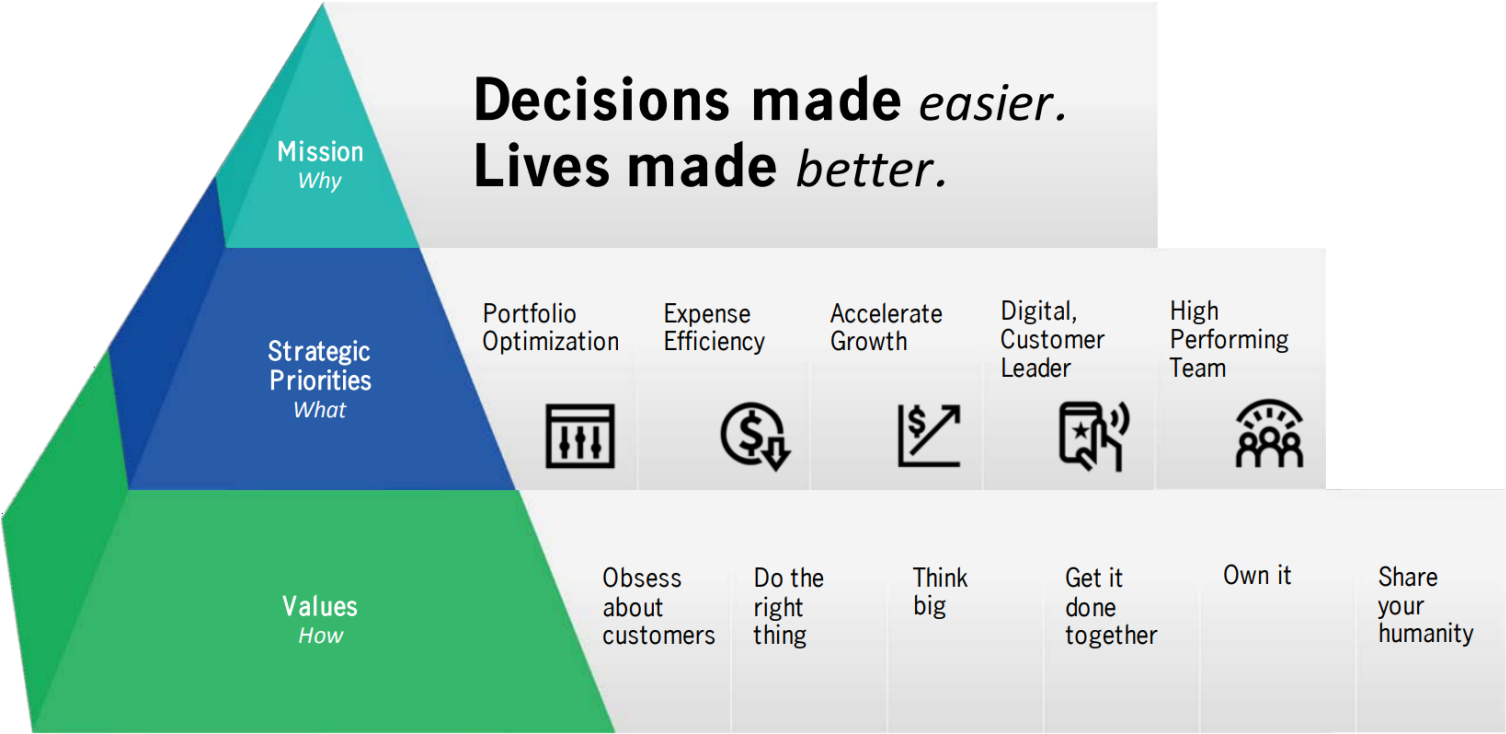 Mission
Why
Decisions made easier.
Lives made better.
Strategic
Priorities
What
Portfolio
Optimization
Expense
Efficiency
Accelerate
Growth
Digital,
Customer
Leader
High
Performing
Team
$
$
Values
How
Obsess
about
customers
Do the
right
thing
Think
big
Get it
done
together
Own it
Share
your
humanity